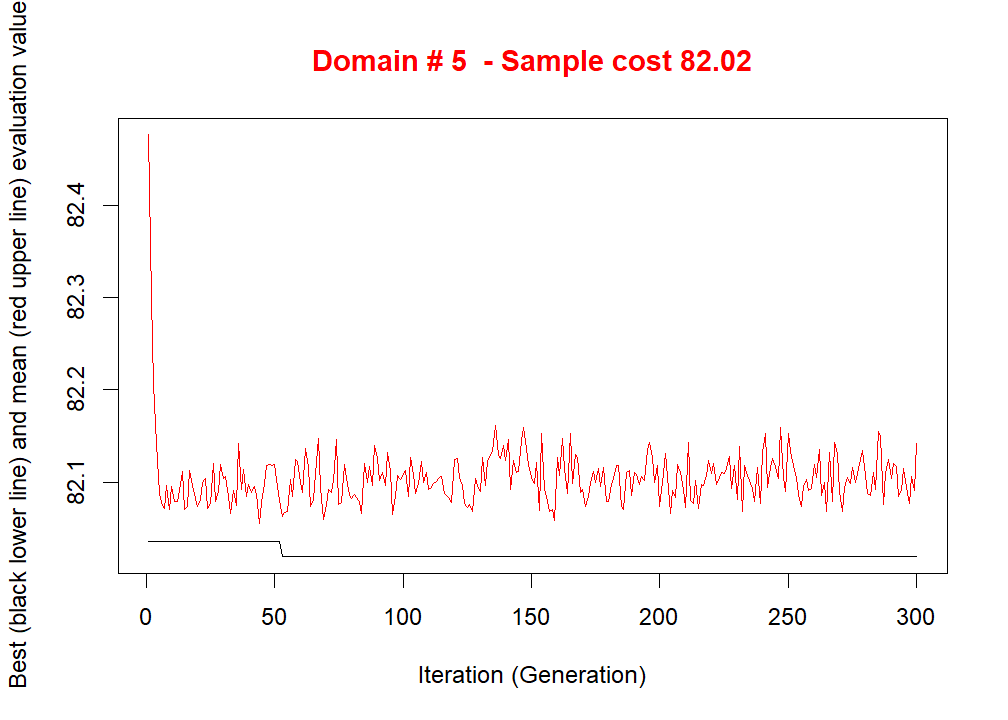 Domain # 5  - Sample cost 82.02
Best (black lower line) and mean (red upper line) evaluation value
82.4
82.3
82.2
82.1
0 50 100 150 200 250 300
Iteration (Generation)